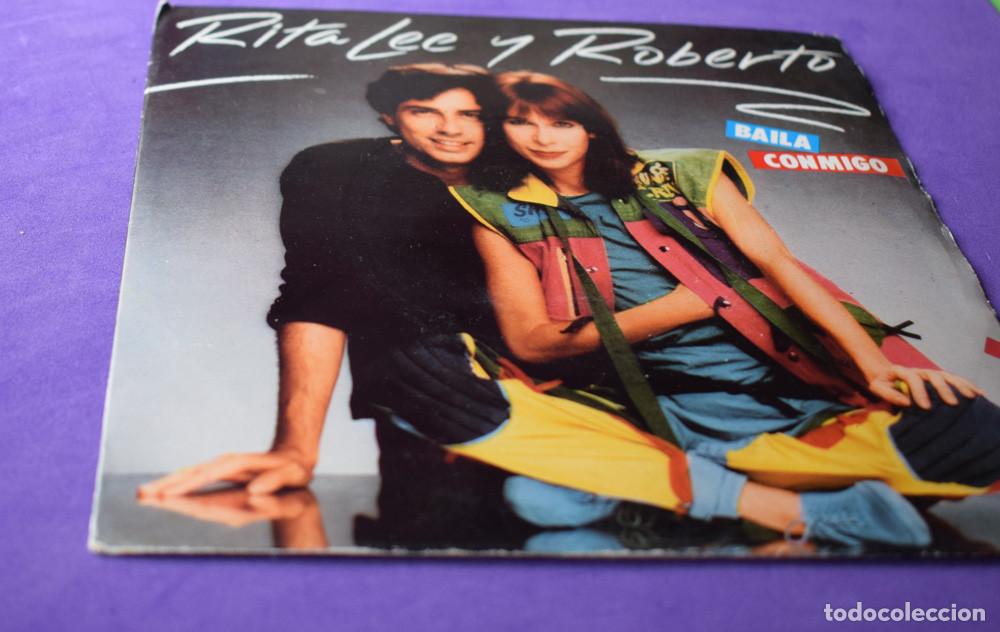 Rita Lee y Roberto
BAILA
CONMIGO
todocoleccion